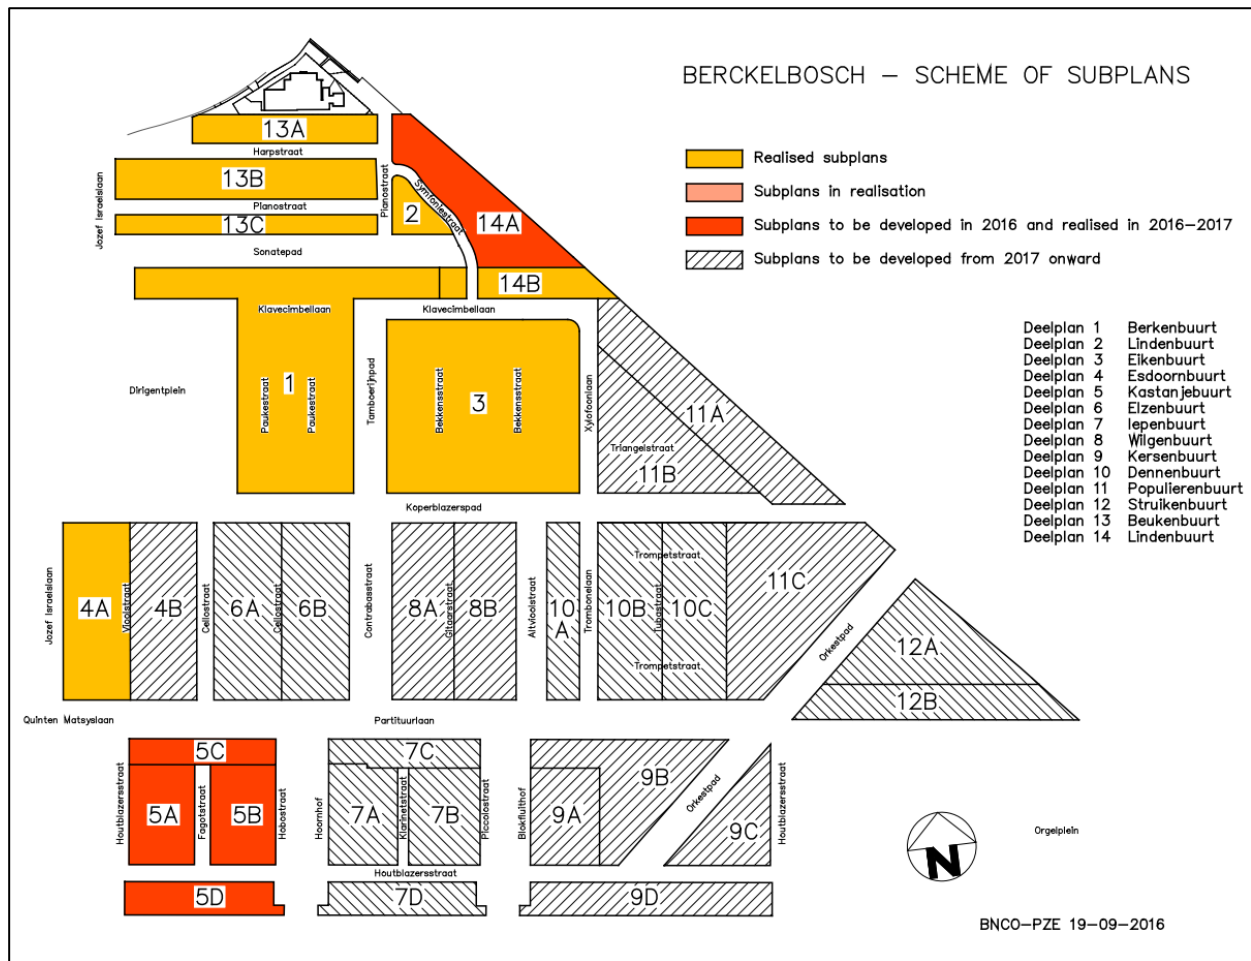 BERCKELBOSCH – SCHEME OF SUBPLANS
Realised subplans
Subplans in realisation
Subplans to be developed in 2016 and realised in 2016–2017
Subplans to be developed from 2017 onward
13A
Harpstraat
13B
Pianostraat
13C
Sonatepad
Jozef Israelslaan
Pianostraat
2
Symfoniestraat
14A
14B
Klavecimbellaan
Klavecimbellaan
Dirigentplein
Paukestraat
1
Paukestraat
Tamboerijnpad
Bekkensstraat
3
Bekkensstraat
Xylofoonlaan
11A
Triangelstraat
11B
Koperblazerspad
Deelplan 1 Berkenbuurt
Deelplan 2 Lindenbuurt
Deelplan 3 Eikenbuurt
Deelplan 4 Esdoornbuurt
Deelplan 5 Kastanjebuurt
Deelplan 6 Elzenbuurt
Deelplan 7 Iepenbuurt
Deelplan 8 Wilgenbuurt
Deelplan 9 Kersenbuurt
Deelplan 10 Dennenbuurt
Deelplan 11 Populierenbuurt
Deelplan 12 Struikenbuurt
Deelplan 13 Beukenbuurt
Deelplan 14 Lindenbuurt
Jozef Israelslaan
4A
Vlooistraat
4B
Cellostraat
6A
Cellostraat
6B
Contrabasstraat
8A
Gitaarstraat
8B
Altvioolstraat
10
A
Trombonelaan
Trompetstraat
10B
Tubastraat
10C
Trompetstraat
11C
Orkestpad
12A
12B
Quinten Matsyslaan
Partituurlaan
Houtblazersstraat
5C
5A
Fagotstraat
5B
Hobostraat
5D
Hoornhof
7C
7A
Klarinetstraat
7B
Piccolostraat
Houtblazersstraat
7D
Blokfluithof
9A
9B
Orkestpad
9C
Houtblazersstraat
9D
N
Orgelplein
BNCO–PZE 19–09–2016